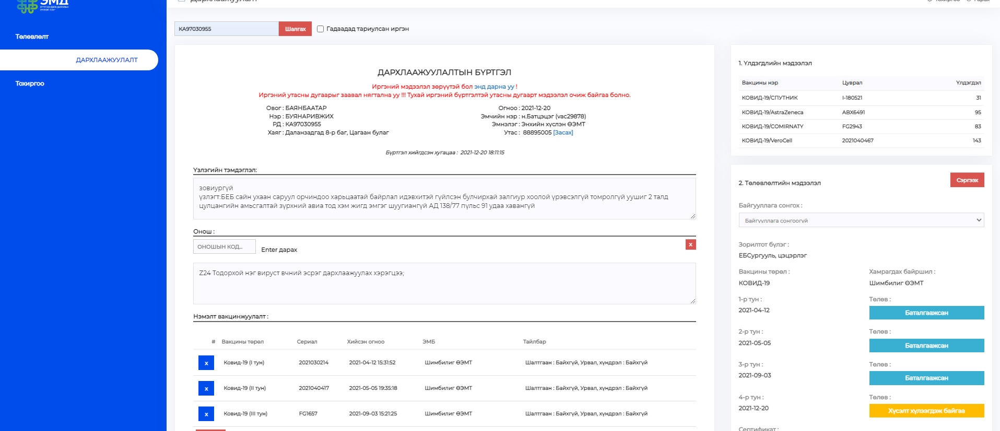 ЭМД
Дархлаажуулалт
Тохиргоо
Гарах
Төлөвлөлт
ДАРХЛААЖУУЛАЛТ
Тохиргоо
КА97030955
Шалгах
Гадаадад тариулсан иргэн
ДАРХЛААЖУУЛАЛТЫН БҮРТГЭЛ
Иргэний мэдээлэл зөрүүтэй бол энд дарна уу !
Иргэний утасны дугаарыг заавал нягтална уу !!! Тухай иргэний бүртгэлтэй утасны дугаарт мэдээлэл очиж байгаа болно.
Овог : БАЯНБААТАР
Нэр : БУЯНАРИВЖИХ
РД : КА97030955
Хаяг : Даланзадгад 8-р баг, Цагаан булаг
Огноо : 2021-12-20
Эмчийн нэр : н.Батцэцэг (vac29878)
Эмнэлэг : Энхийн хүслэн ӨЭМТ
Утас : 88895005 [Засах]
Бүртгэл хийгдсэн хугацаа : 2021-12-20 18:11:15
Үзлэгийн тэмдэглэл:
зовиургүй
үзлэгт:БЕБ сайн ухаан саруул орчиндоо харьцаатай байрлал идэвхитэй гүйлсэн булчирхай залгиур хоолой үрэвсэлгүй томролгүй уушиг 2 талд
цулцангийн амьсгалтай зүрхний авиа тод хэм жигд эмгэг шуугиангүй АД 138/77 пульс 91 удаа хавангүй
Онош :
ОНОШЫН КОД...
Enter дарах
x
Z24 Тодорхой нэг вируст өвчний эсрэг дархлаажуулах хэрэгцээ;
Нэмэлт вакцинжуулалт :
# Вакцины төрөл Сериал Хийсэн огноо ЭМБ Тайлбар
x Ковид-19 (I тун) 2021030214 2021-04-12 15:31:52 Шимбилиг ӨЭМТ Шалтгаан : Байхгүй, Урвал, хүндрэл : Байхгүй
x Ковид-19 (II тун) 2021040417 2021-05-05 19:35:18 Шимбилиг ӨЭМТ Шалтгаан : Байхгүй, Урвал, хүндрэл : Байхгүй
x Ковид-19 (III тун) FG1657 2021-09-03 15:21:25 Шимбилиг ӨЭМТ Шалтгаан : Байхгүй, Урвал, хүндрэл : Байхгүй
1. Үлдэгдлийн мэдээлэл
Вакцины нэр Цуврал Үлдэгдэл
КОВИД-19/СПУТНИК I-180521 31
КОВИД-19/AstraZeneca ABX6491 95
КОВИД-19/COMIRNATY FG2943 83
КОВИД-19/VeroCell 2021040467 143
2. Төлөвлөлтийн мэдээлэл
Сэргээх
Байгууллага сонгох :
Байгууллага сонгоогүй
Зорилтот бүлэг :
ЕБСургууль, цэцэрлэг
Вакцины төрөл : Хамрагдах байршил :
КОВИД-19 Шимбилиг ӨЭМТ
1-р тун : Төлөв :
2021-04-12 Баталгаажсан
2-р тун : Төлөв :
2021-05-05 Баталгаажсан
3-р тун : Төлөв :
2021-09-03 Баталгаажсан
4-р тун : Төлөв :
2021-12-20 Хүсэлт хүлээгдэж байгаа
Сертификат :